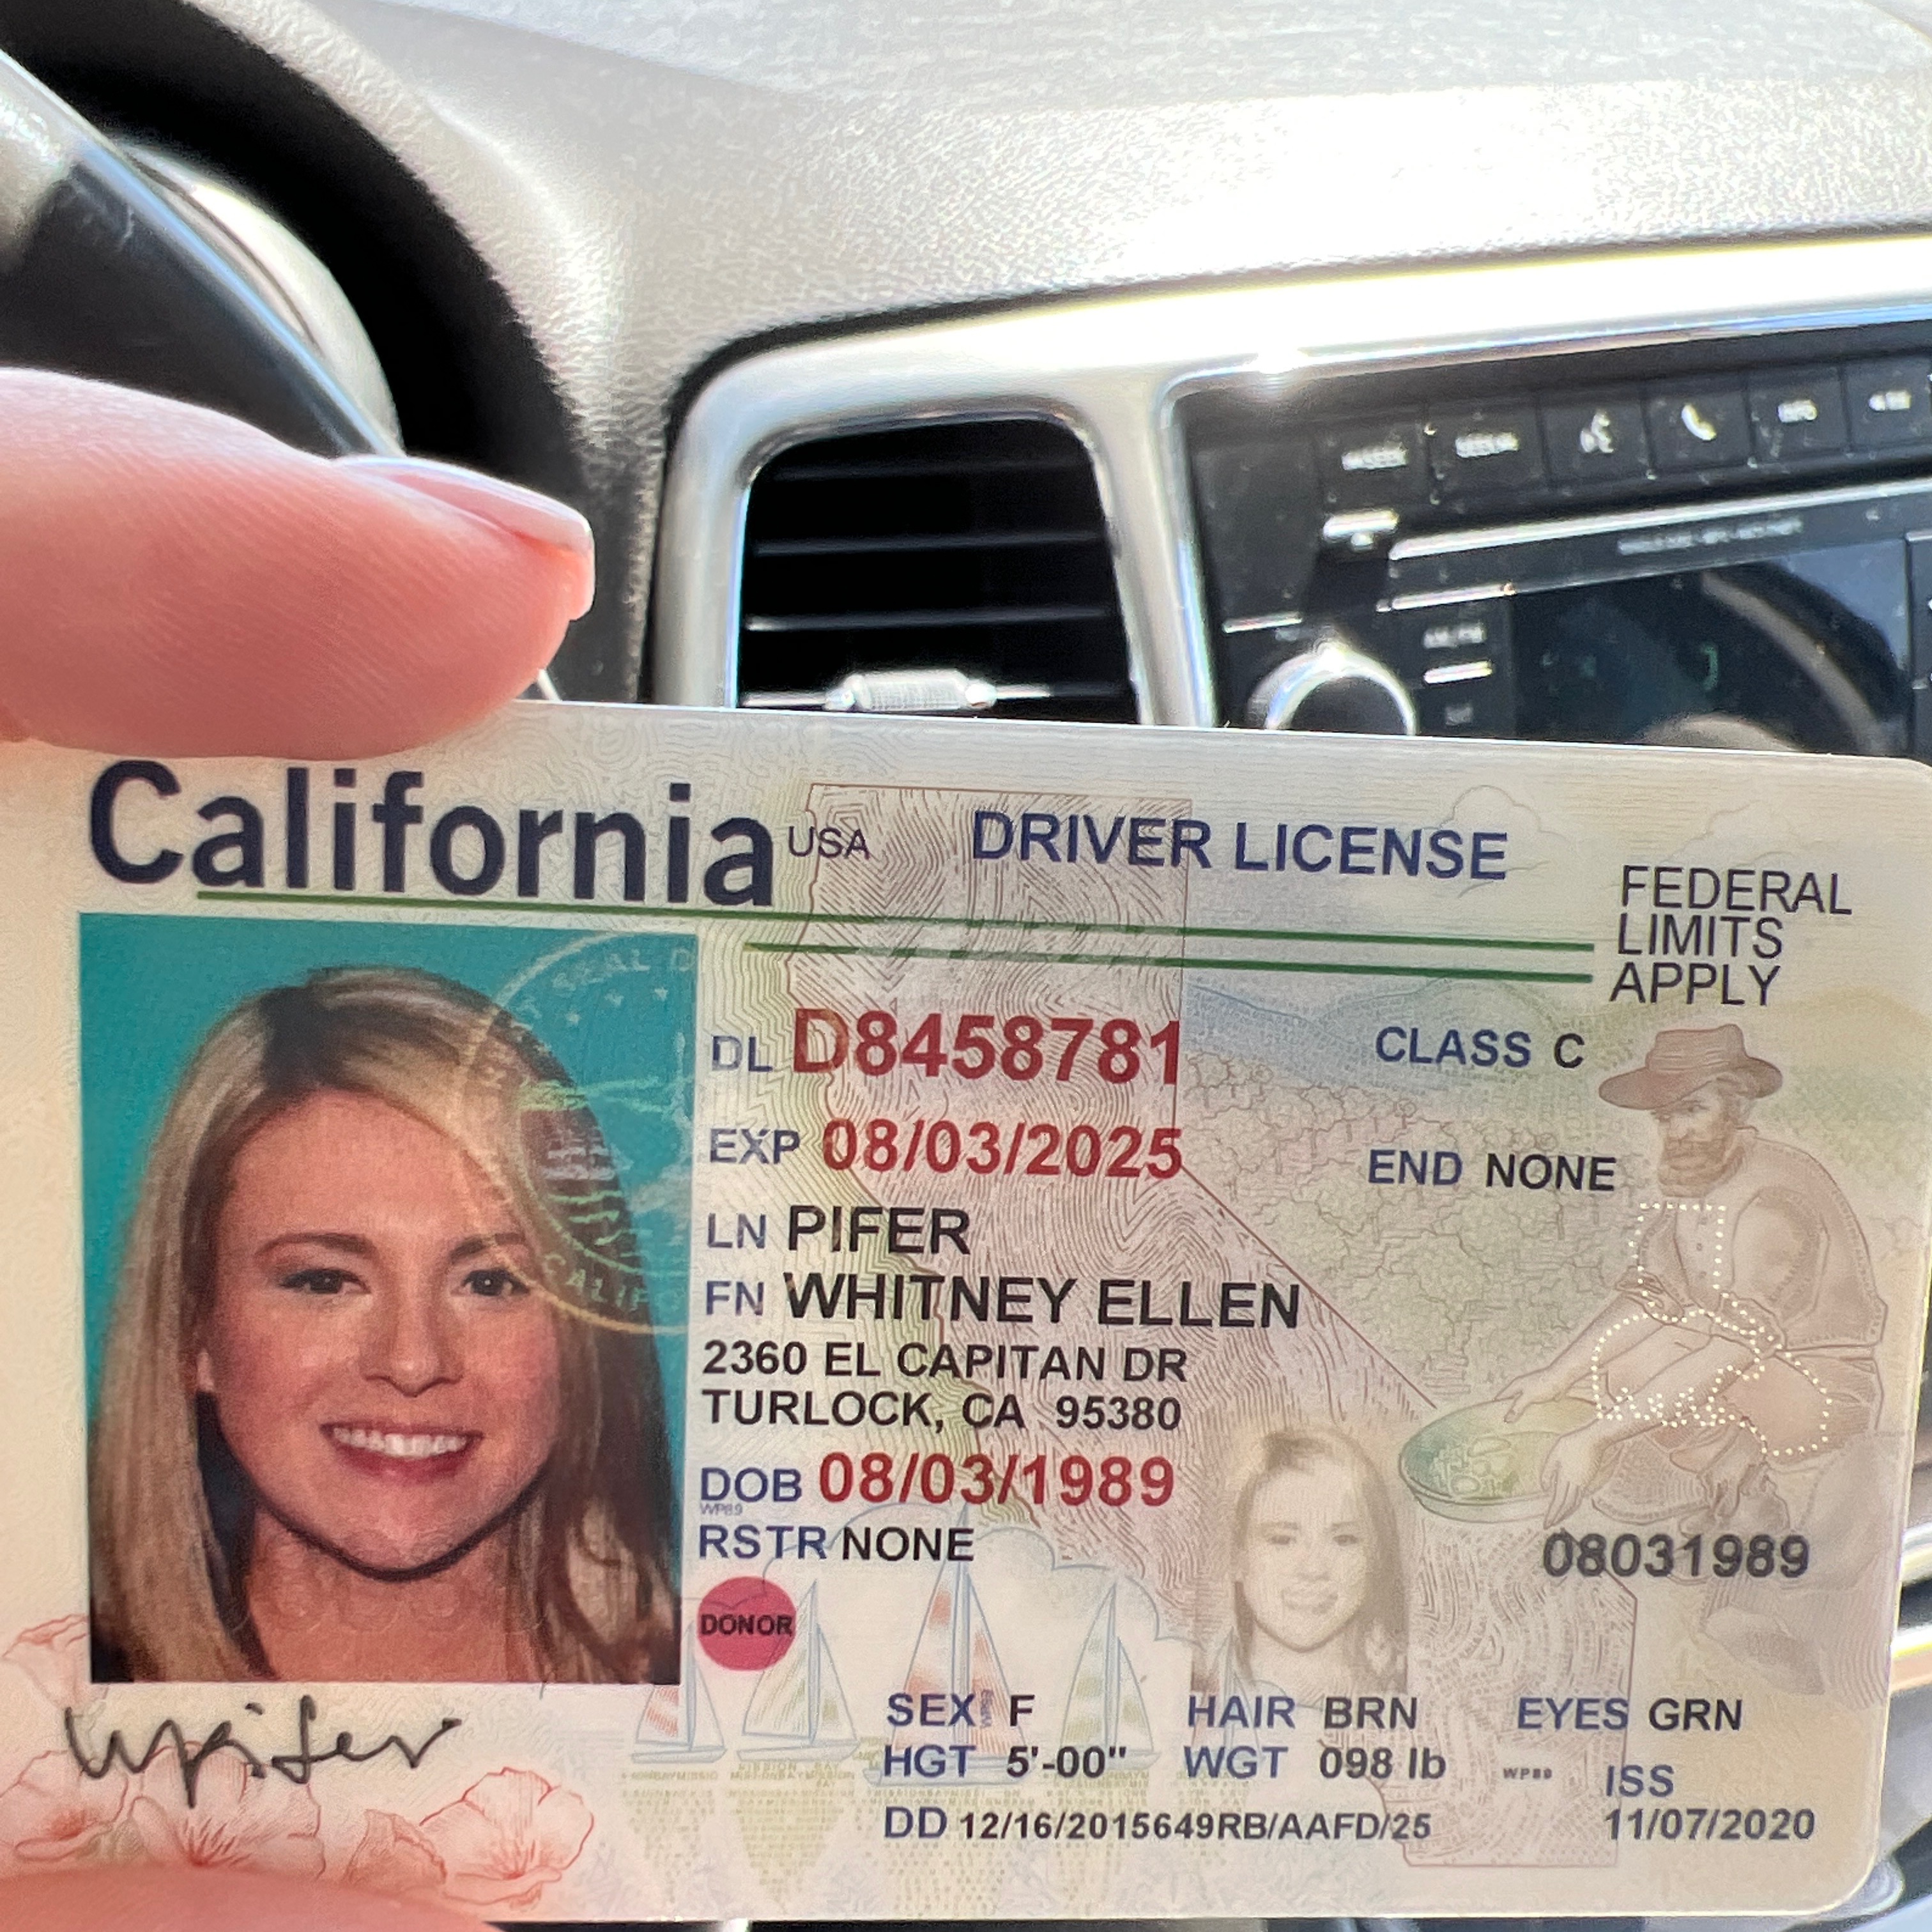 California USA DRIVER LICENSE
FEDERAL
LIMITS
APPLY
DL D8458781
CLASS C
EXP 08/03/2025
END NONE
LN PIFER
FN WHITNEY ELLEN
2360 EL CAPITAN DR
TURLOCK, CA 95380
DOB 08/03/1989
WP89
RSTR NONE
08031989
DONOR
SEX F HAIR BRN EYES GRN
HGT 5'-00" WGT 098 lb
WP89
ISS
DD 12/16/2015649RB/AAFD/25
11/07/2020
wpifer